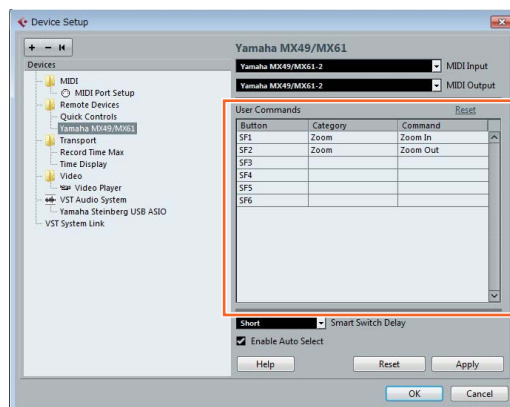 Device Setup
+ - 
Devices
MIDI
MIDI Port Setup
Remote Devices
Quick Controls
Yamaha MX49/MX61
Transport
Record Time Max
Time Display
Video
Video Player
VST Audio System
Yamaha Steinberg USB ASIO
VST System Link
Yamaha MX49/MX61
Yamaha MX49/MX61-2 MIDI Input
Yamaha MX49/MX61-2 MIDI Output
User Commands Reset
Button Category Command
SF1 Zoom Zoom In
SF2 Zoom Zoom Out
SF3
SF4
SF5
SF6
Short Smart Switch Delay
Enable Auto Select
Help Reset Apply
OK Cancel